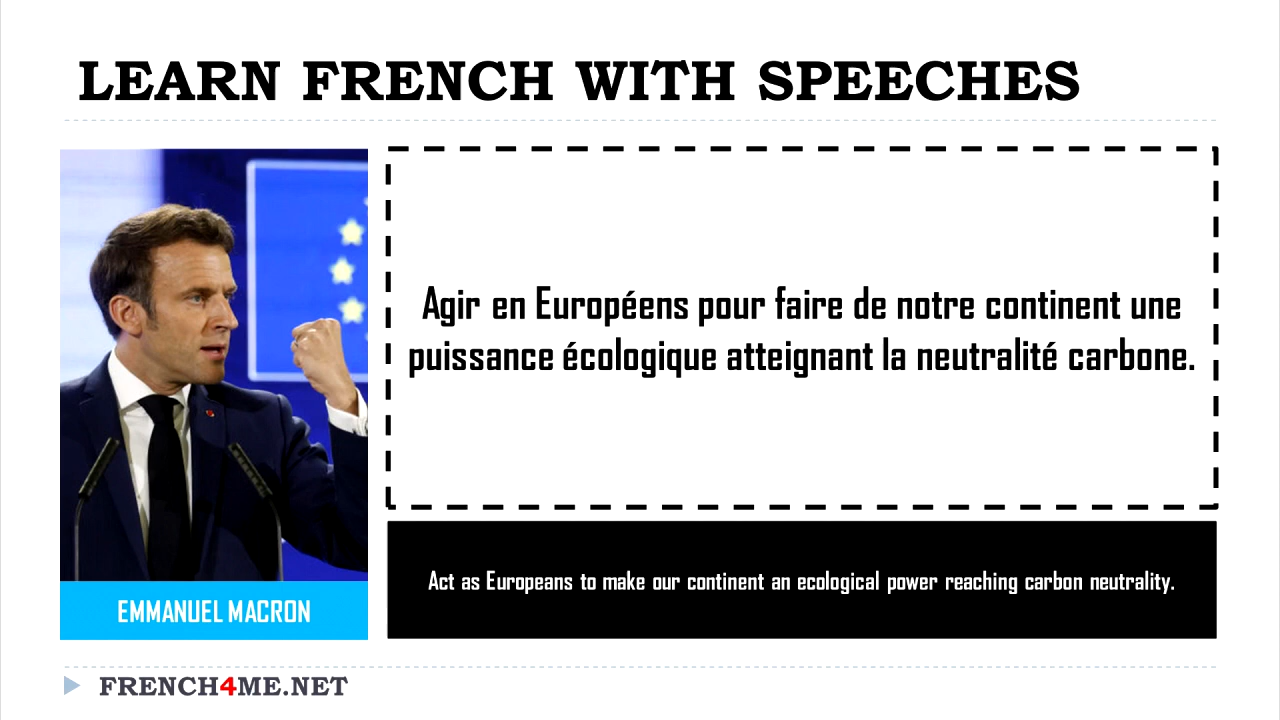 LEARN FRENCH WITH SPEECHES
Agir en Européens pour faire de notre continent une
puissance écologique atteignant la neutralité carbone.
Act as Europeans to make our continent an ecological power reaching carbon neutrality.
EMMANUEL MACRON
FRENCH4ME.NET